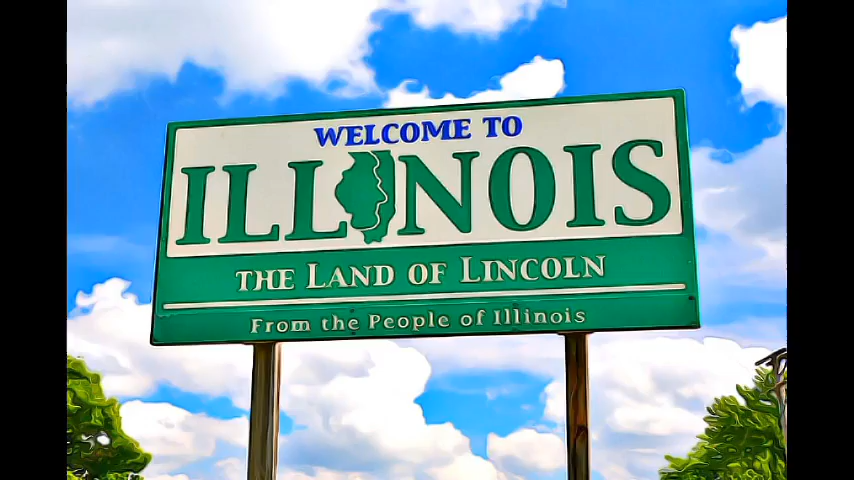 WELCOME TO
ILLINOIS
THE LAND OF LINCOLN
From the People of Illinois